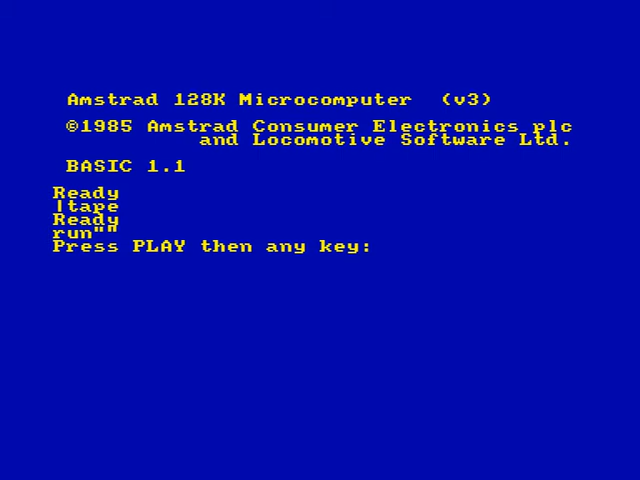 Amstrad 128K Microcomputer (v3)
©1985 Amstrad Consumer Electronics plc
and Locomotive Software Ltd.
BASIC 1.1
Ready
|tape
Ready
run""
Press PLAY then any key: